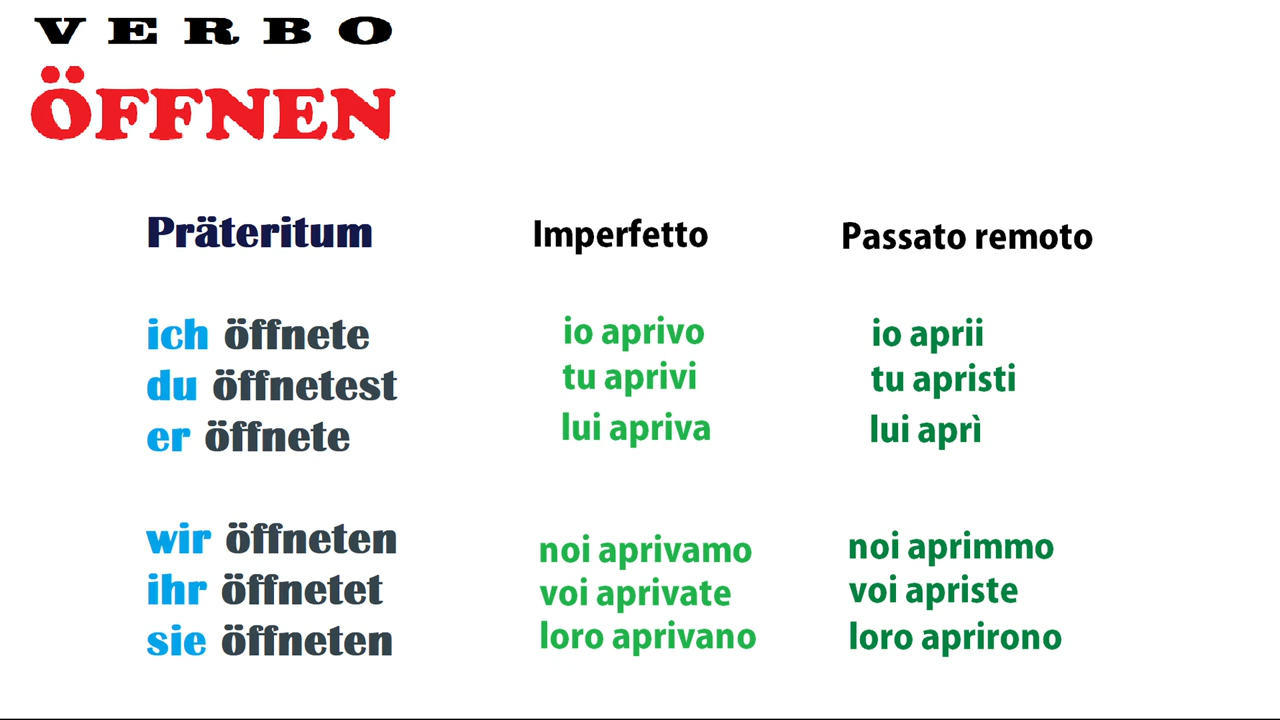 VERBO
ÖFFNEN
Präteritum
ich öffnete
du öffnetest
er öffnete
wir öffneten
ihr öffnetet
sie öffneten
Imperfetto
io aprivo
tu aprivi
lui apriva
noi aprivamo
voi aprivate
loro aprivano
Passato remoto
io aprii
tu apristi
lui aprì
noi aprimmo
voi apriste
loro aprirono